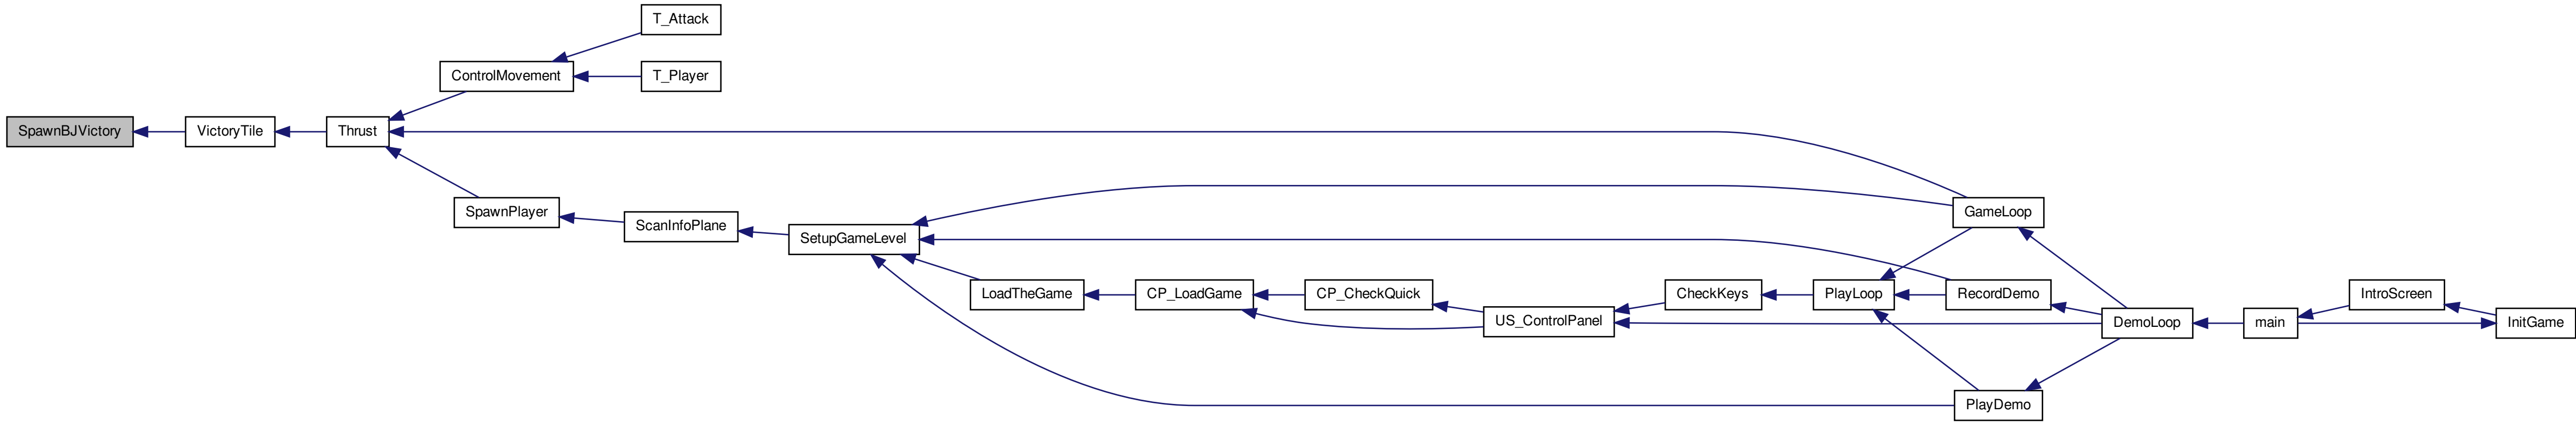 T_Attack
ControlMovement
T_Player
SpawnBJVictory
VictoryTile
Thrust
SpawnPlayer
GameLoop
ScanInfoPlane
SetupGameLevel
LoadTheGame
CP_LoadGame
CP_CheckQuick
CheckKeys
PlayLoop
RecordDemo
IntroScreen
US_ControlPanel
DemoLoop
main
InitGame
PlayDemo